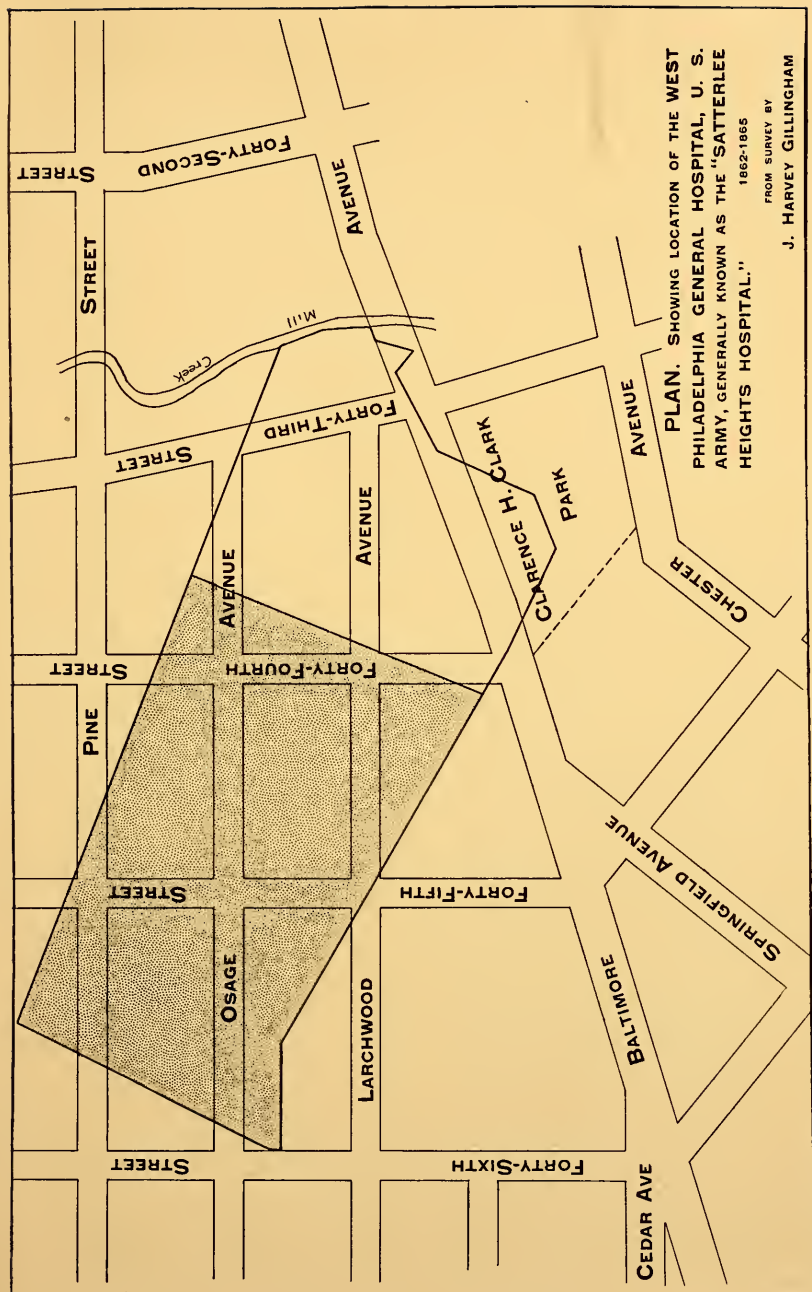 PLAN. SHOWING LOCATION OF THE WEST
PHILADELPHIA GENERAL HOSPITAL, U. S.
ARMY, GENERALLY KNOWN AS THE "SATTERLEE
HEIGHTS HOSPITAL." 1862-1865
FROM SURVEY BY
J. HARVEY GILLINGHAM
STREET
FORTY-SECOND
STREET
AVENUE
Mill
Creek
FORTY-THIRD
STREET
AVENUE
AVENUE
CLARENCE H. CLARK
PARK
AVENUE
CHESTER
PINE
STREET
FORTY-FOURTH
STREET
FORTY-FIFTH
SPRINGFIELD AVENUE
OSAGE
LARCHWOOD
BALTIMORE
STREET
FORTY-SIXTH
CEDAR AVE